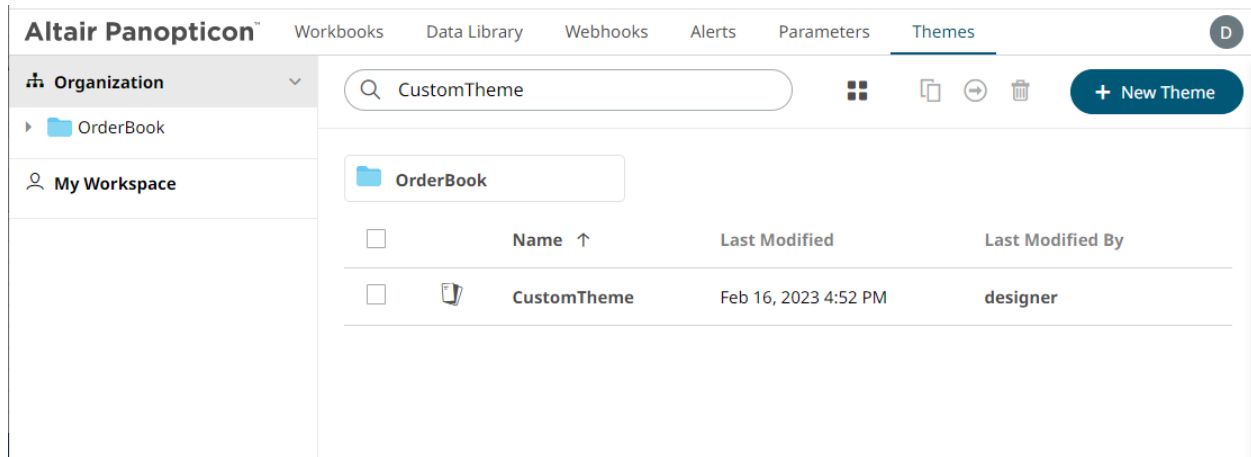 Altair Panopticon™ Workbooks Data Library Webhooks Alerts Parameters Themes D
Organization
OrderBook
My Workspace
CustomTheme + New Theme
OrderBook
Name ↑ Last Modified Last Modified By
CustomTheme Feb 16, 2023 4:52 PM designer